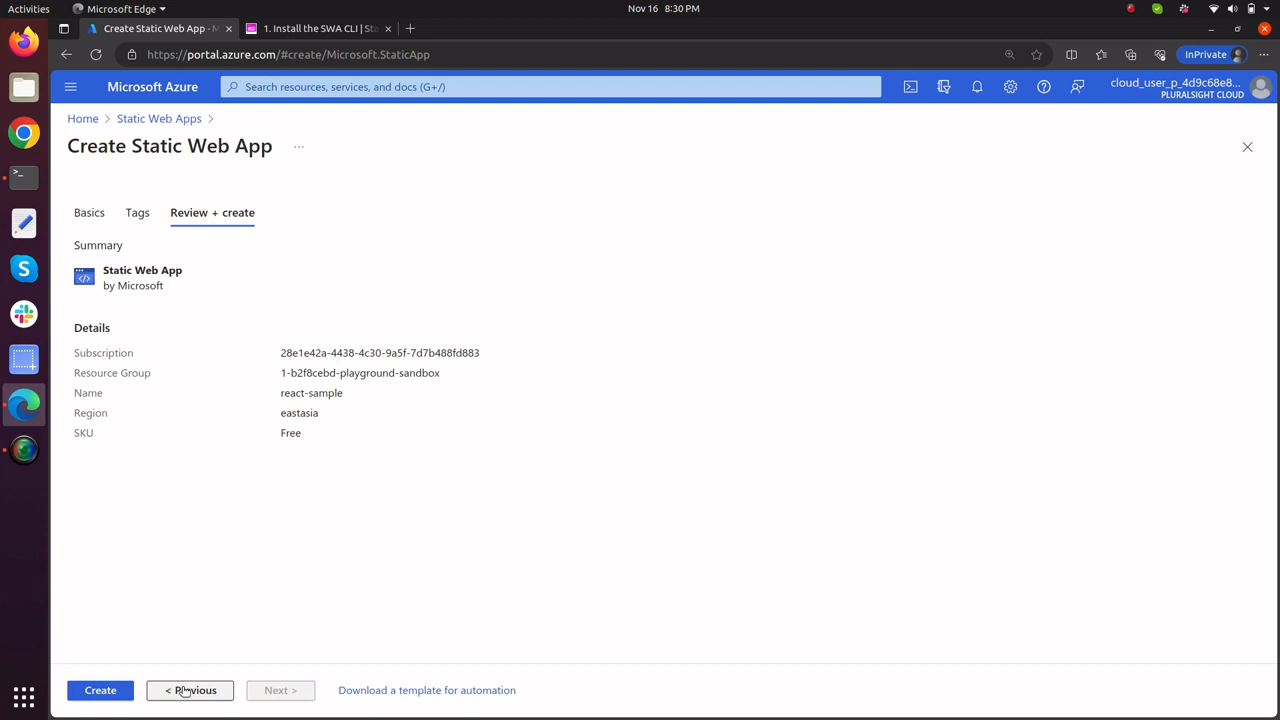 Activities
Microsoft Edge
Nov 16 8:30 PM
Create Static Web App - M
1. Install the SWA CLI | Sta
https://portal.azure.com/#create/Microsoft.StaticApp
InPrivate
Microsoft Azure
Search resources, services, and docs (G+/)
cloud_user_p_4d9c68e8...
PLURALSIGHT CLOUD
Home > Static Web Apps >
Create Static Web App ...
Basics Tags Review + create
Summary
Static Web App
by Microsoft
Details
Subscription 28e1e42a-4438-4c30-9a5f-7d7b488fd883
Resource Group 1-b2f8cebd-playground-sandbox
Name react-sample
Region eastasia
SKU Free
Create < Previous Next > Download a template for automation